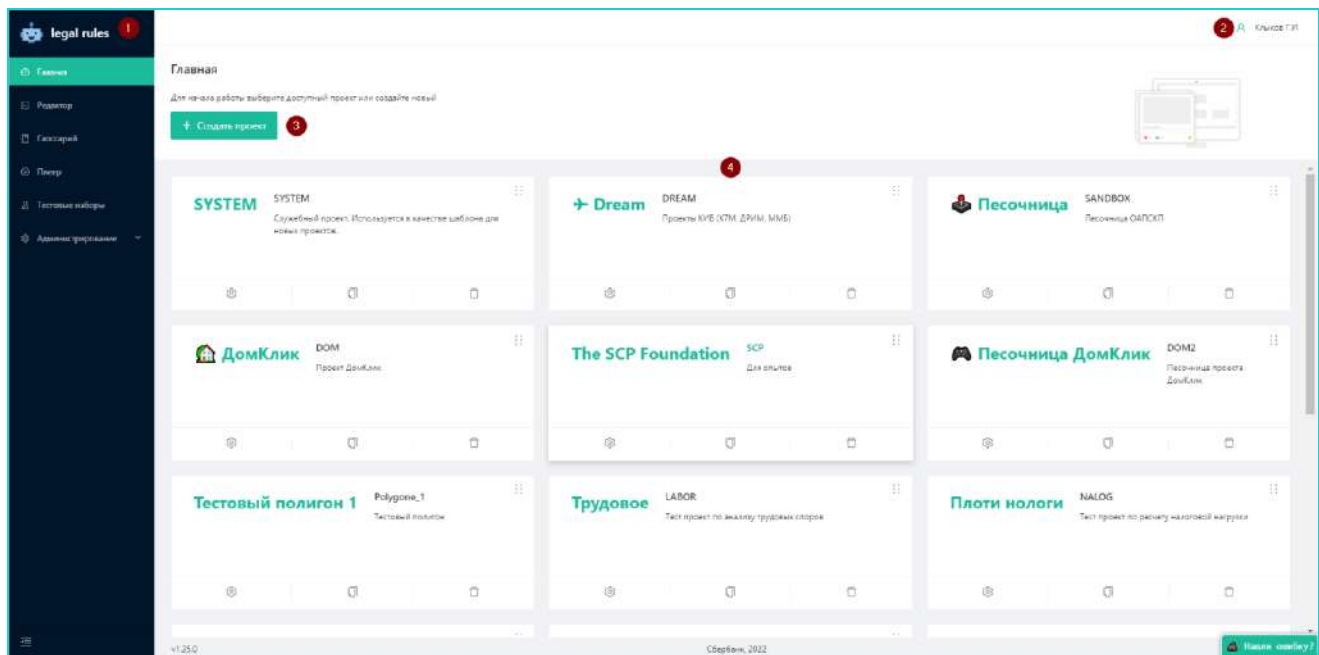 legal rules
1
2
Клыков Г.И.
Главная
Редактор
Глоссарий
Плеер
Тестовые наборы
Администрирование
Главная
Для начала работы выберите доступный проект или создайте новый
+ Создать проект
3
4
SYSTEM
SYSTEM
Служебный проект. Используется в качестве шаблона для
новых проектов.
Dream
DREAM
Проекты КИБ (К7М, ДРИМ, ММБ)
Песочница
SANDBOX
Песочница ОАПСКП
ДомКлик
DOM
Проект ДомКлик
The SCP Foundation
SCP
Для опытов
Песочница ДомКлик
DOM2
Песочница проекта
ДомКлик
Тестовый полигон 1
Polygone_1
Тестовый полигон
Трудовое
LABOR
Тест проект по анализу трудовых споров
Плоти нологи
NALOG
Тест проект по расчету налоговой нагрузки
v1.25.0
Сбербанк, 2022
Нашли ошибку?